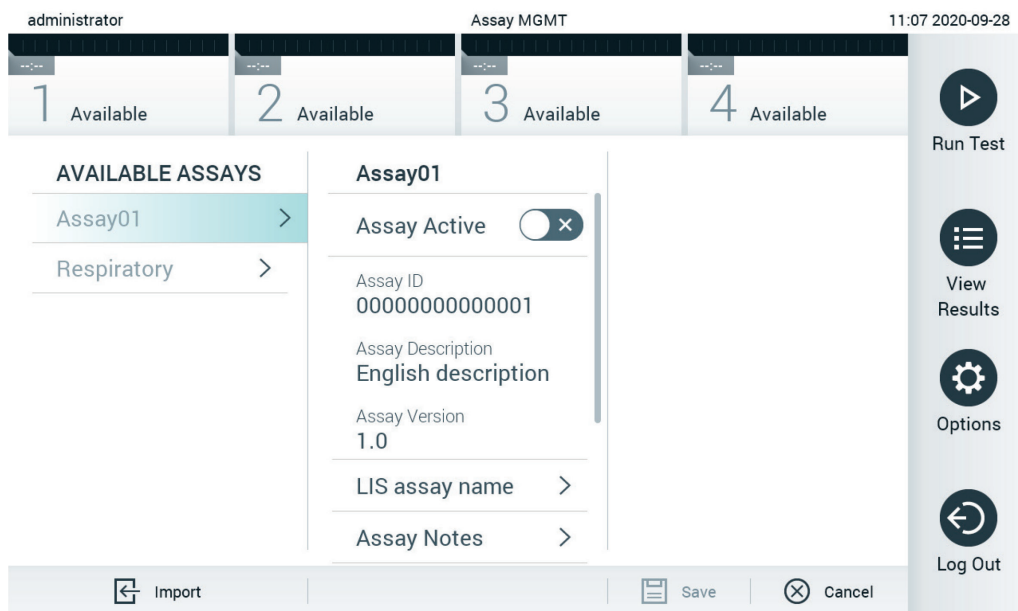 administrator Assay MGMT 11:07 2020-09-28
--:-- --:-- --:-- --:--
1 Available 2 Available 3 Available 4 Available
Run Test
AVAILABLE ASSAYS
Assay01
Respiratory
Assay01
Assay Active
Assay ID
00000000000001
Assay Description
English description
Assay Version
1.0
LIS assay name
Assay Notes
View
Results
Options
Log Out
Import Save Cancel